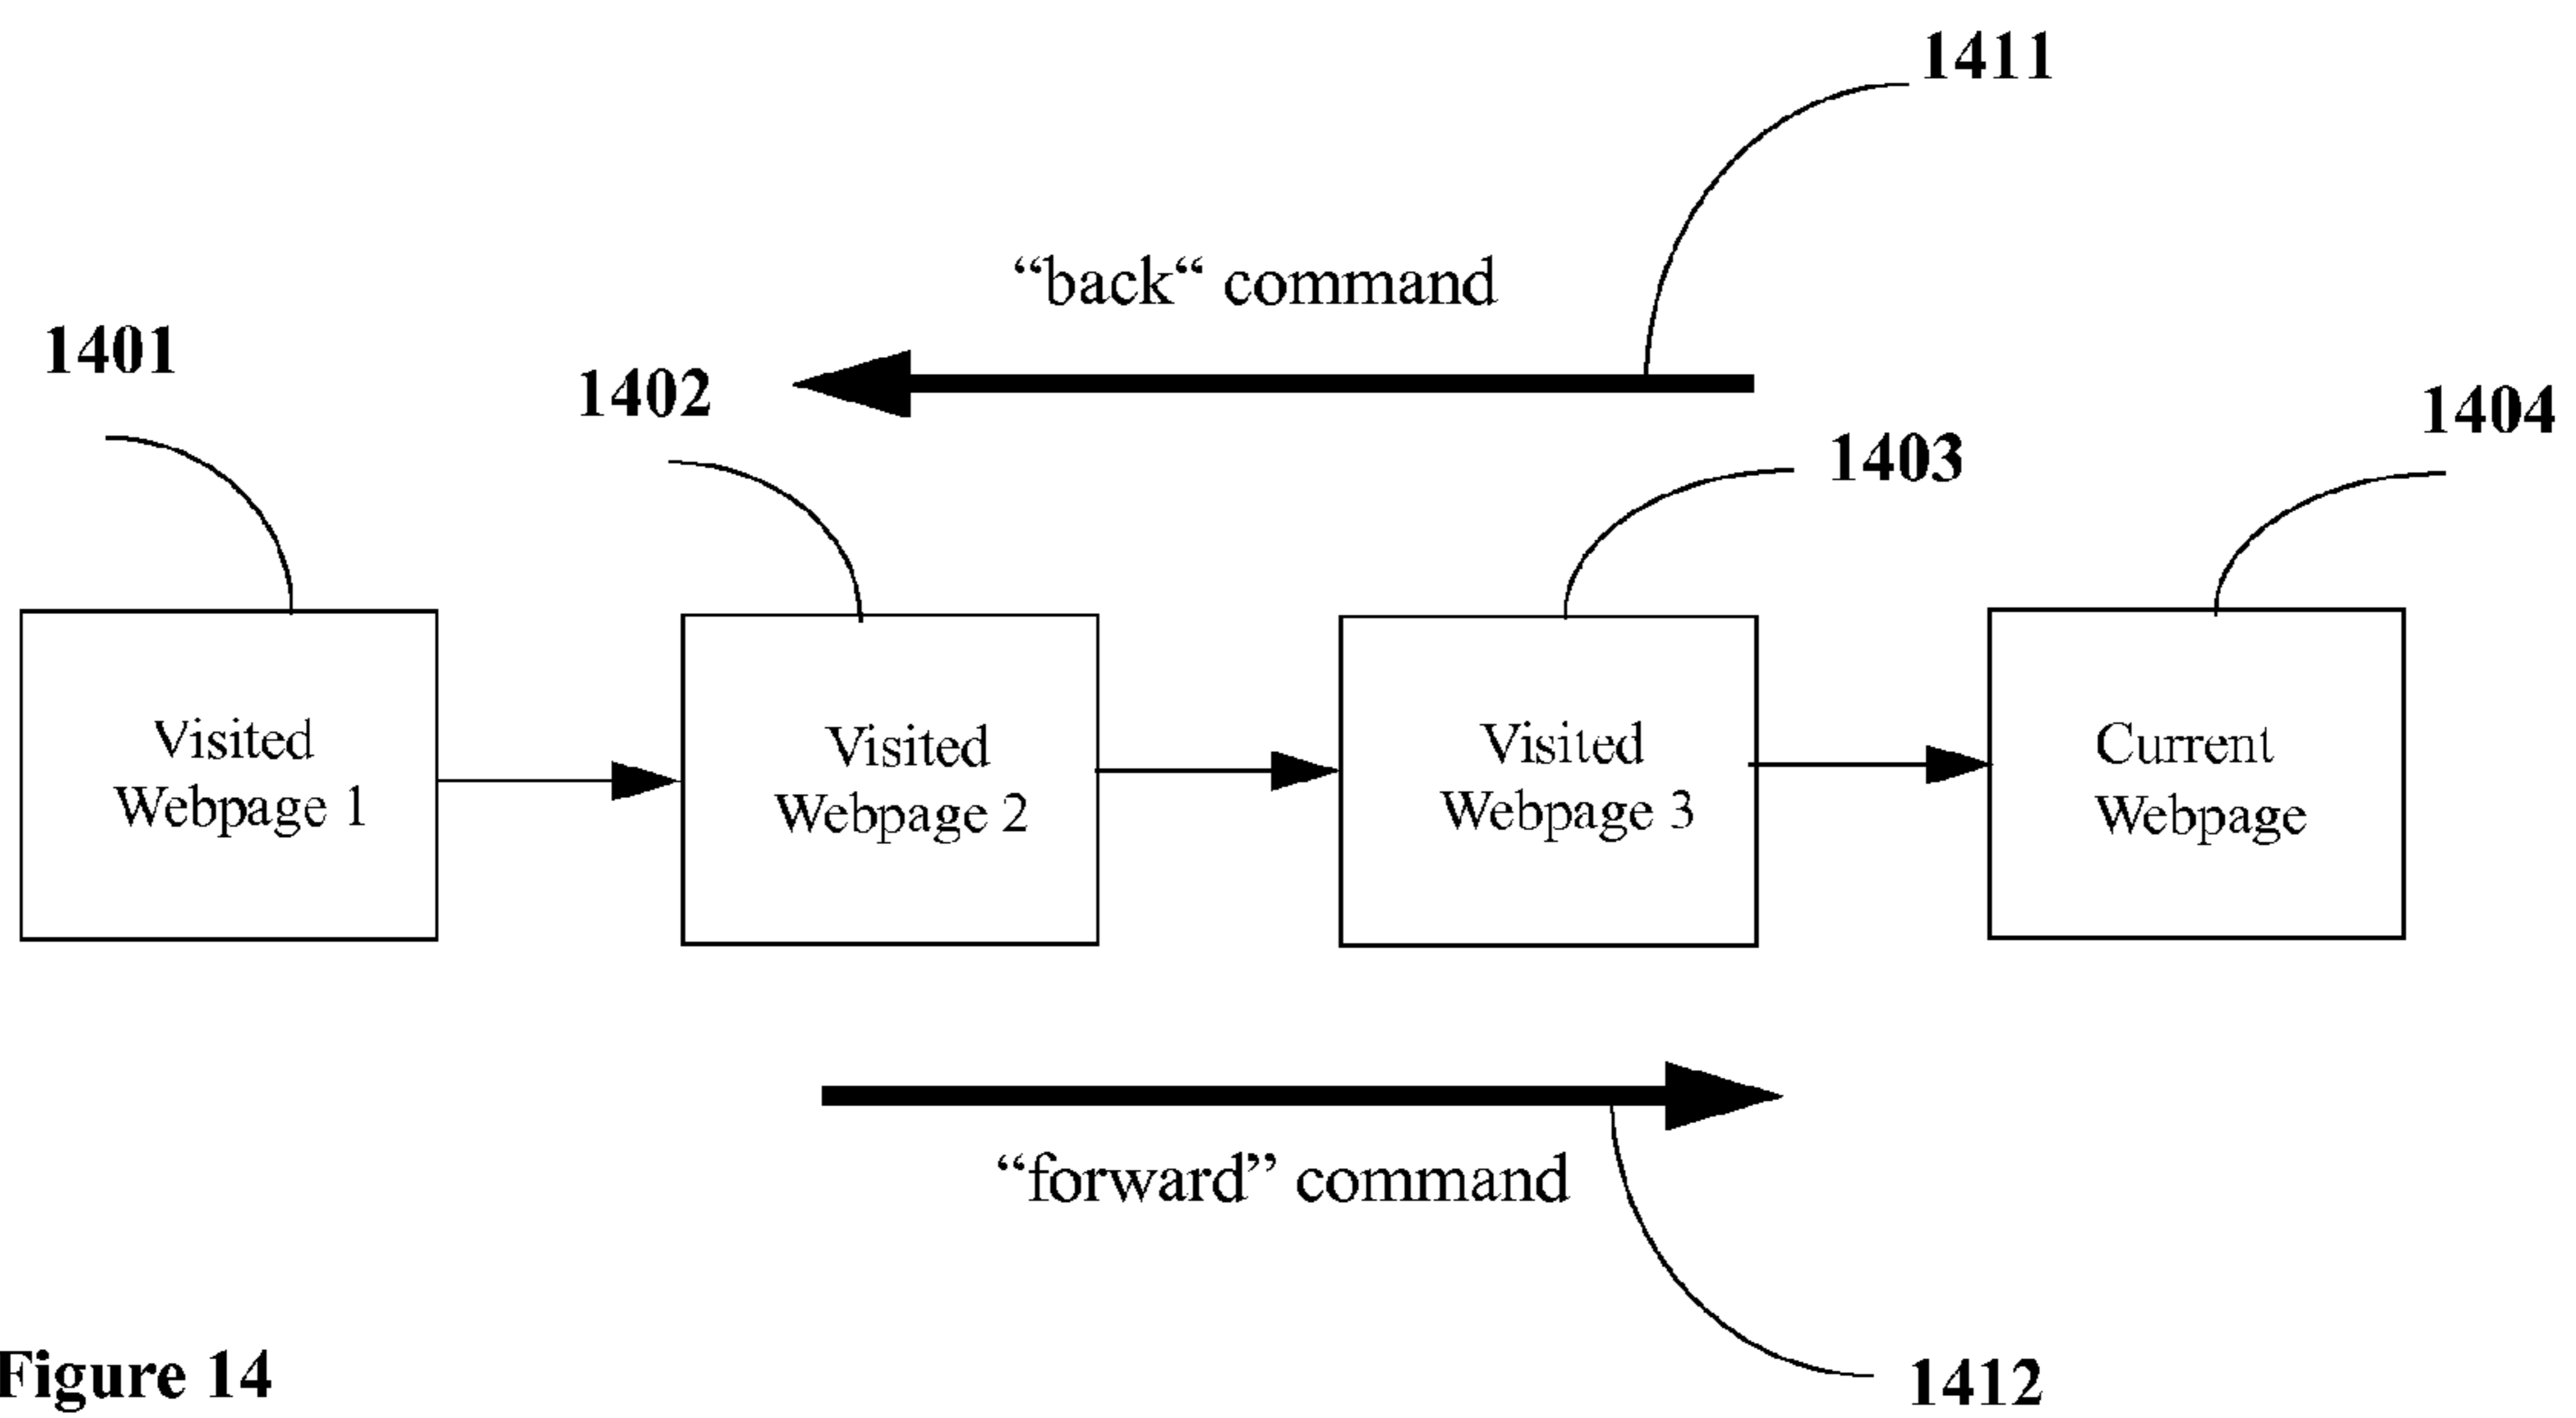 1411
“back“ command
1401
1402
1403
1404
Visited
Webpage 1
Visited
Webpage 2
Visited
Webpage 3
Current
Webpage
“forward” command
Figure 14
1412